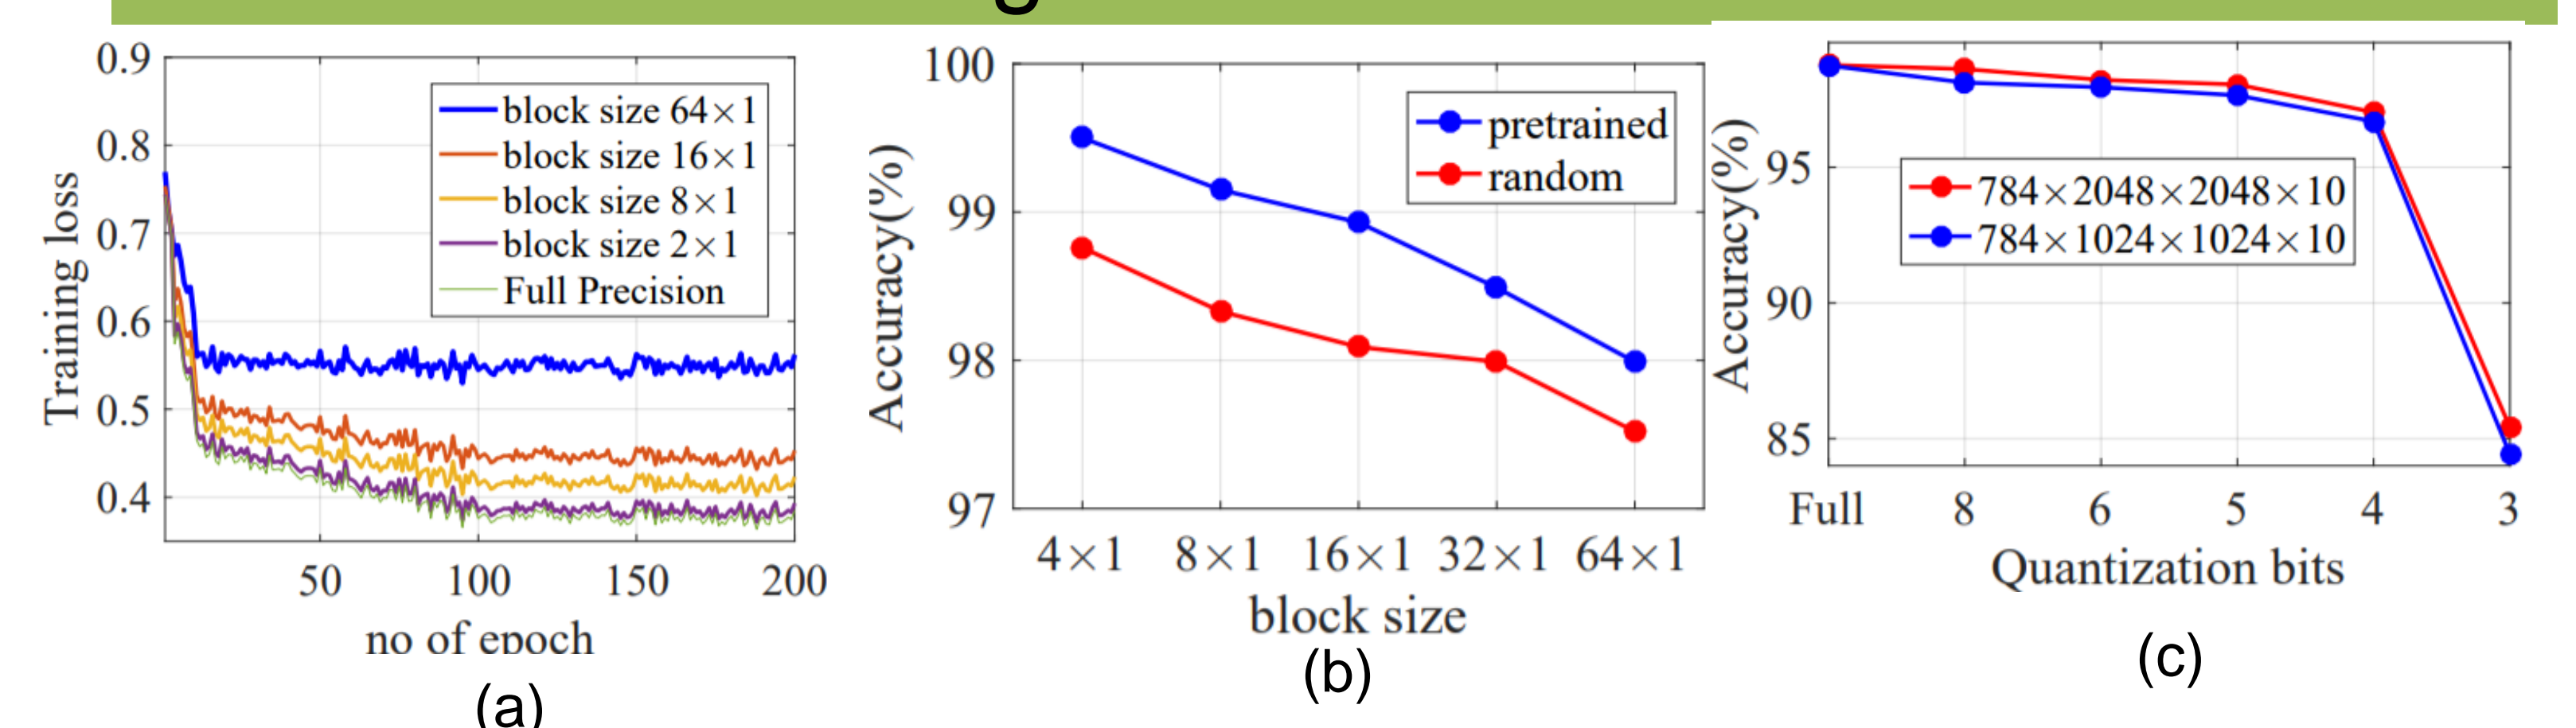 0.9
0.8
0.7
0.6
0.5
0.4
Training loss
block size 64×1
block size 16×1
block size 8×1
block size 2×1
Full Precision
50 100 150 200
no of epoch
(a)
100
99
98
97
Accuracy(%)
pretrained
random
4×1 8×1 16×1 32×1 64×1
block size
(b)
95
90
85
Accuracy(%)
784×2048×2048×10
784×1024×1024×10
Full 8 6 5 4 3
Quantization bits
(c)